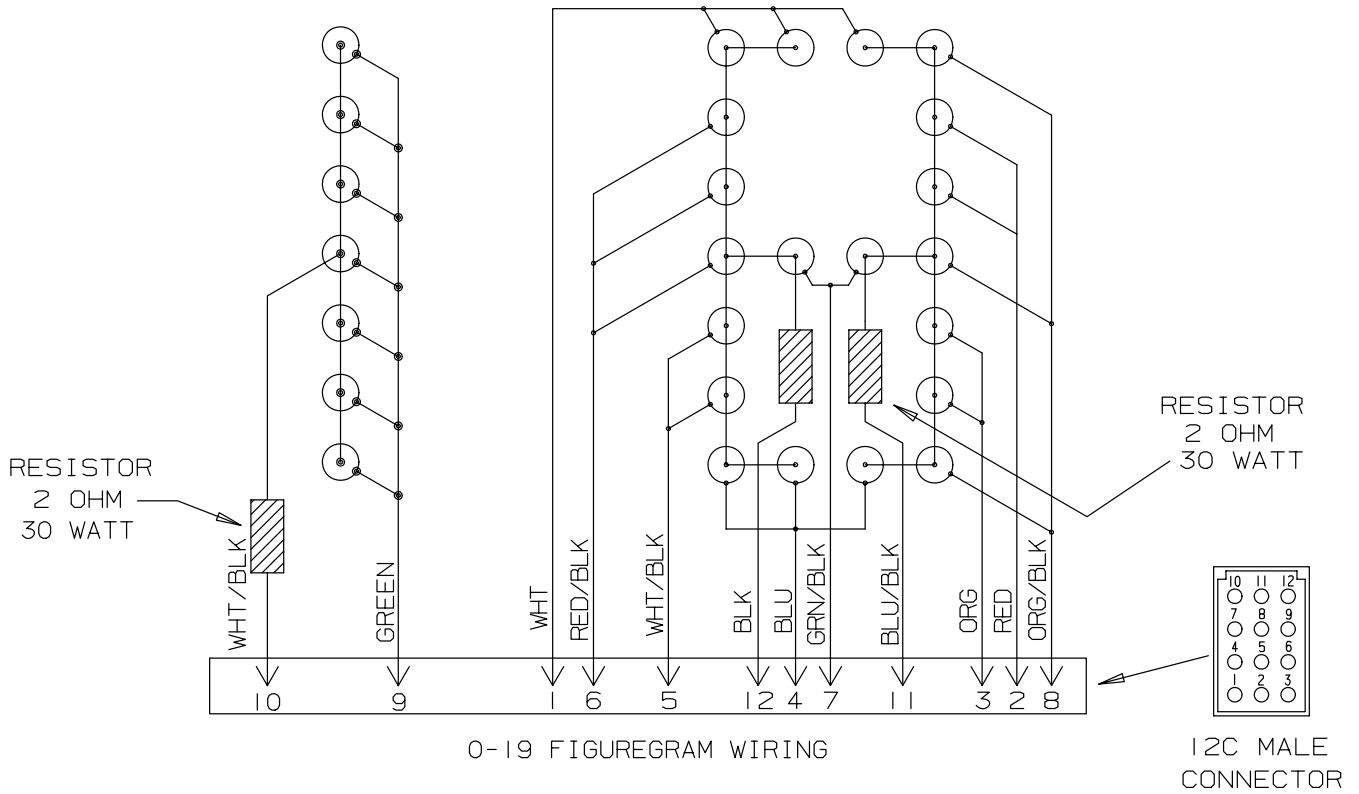 RESISTOR
2 OHM
30 WATT
RESISTOR
2 OHM
30 WATT
WHT/BLK
GREEN
WHT
RED/BLK
WHT/BLK
BLK
BLU
GRN/BLK
BLU/BLK
ORG
RED
ORG/BLK
10 9 1 6 5 12 4 7 11 3 2 8
10 11 12
7 8 9
4 5 6
1 2 3
0-19 FIGUREGRAM WIRING
12C MALE
CONNECTOR